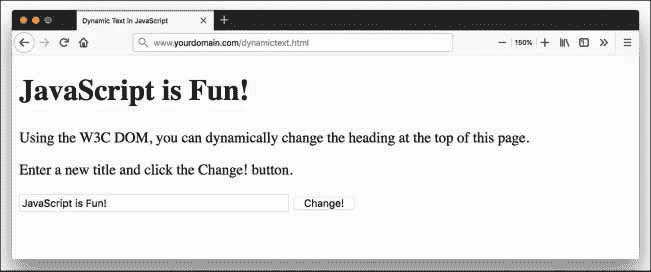 Dynamic Text in JavaScript
www.yourdomain.com/dynamictext.html
150%
JavaScript is Fun!
Using the W3C DOM, you can dynamically change the heading at the top of this page.
Enter a new title and click the Change! button.
JavaScript is Fun!
Change!